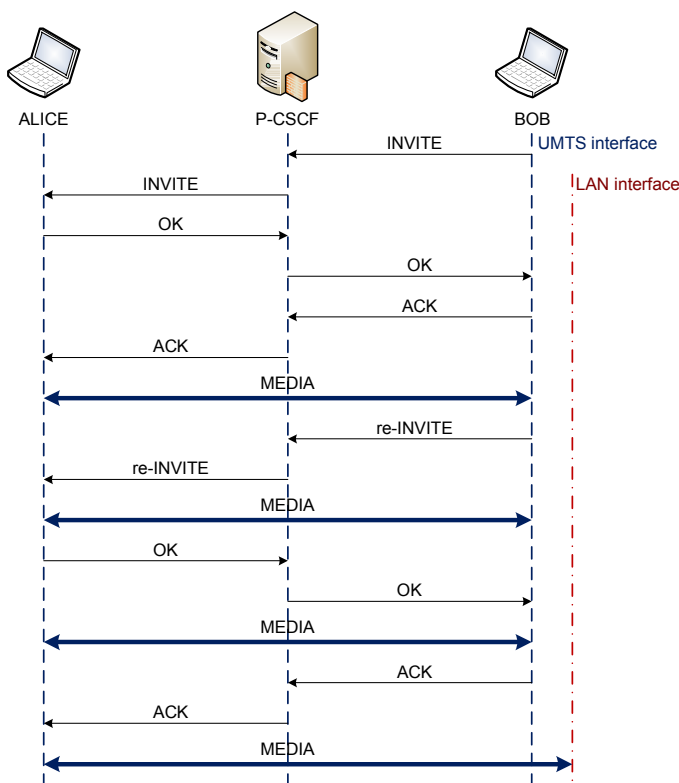 ALICE
P-CSCF
BOB
INVITE
UMTS interface
INVITE
LAN interface
OK
OK
ACK
ACK
MEDIA
re-INVITE
re-INVITE
MEDIA
OK
OK
MEDIA
ACK
ACK
MEDIA